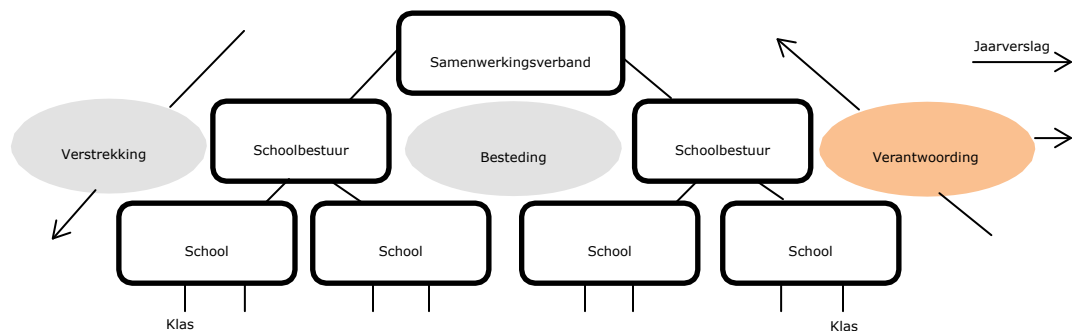 Jaarverslag
Samenwerkingsverband
Verstrekking
Schoolbestuur
Besteding
Schoolbestuur
Verantwoording
School
School
School
School
Klas
Klas